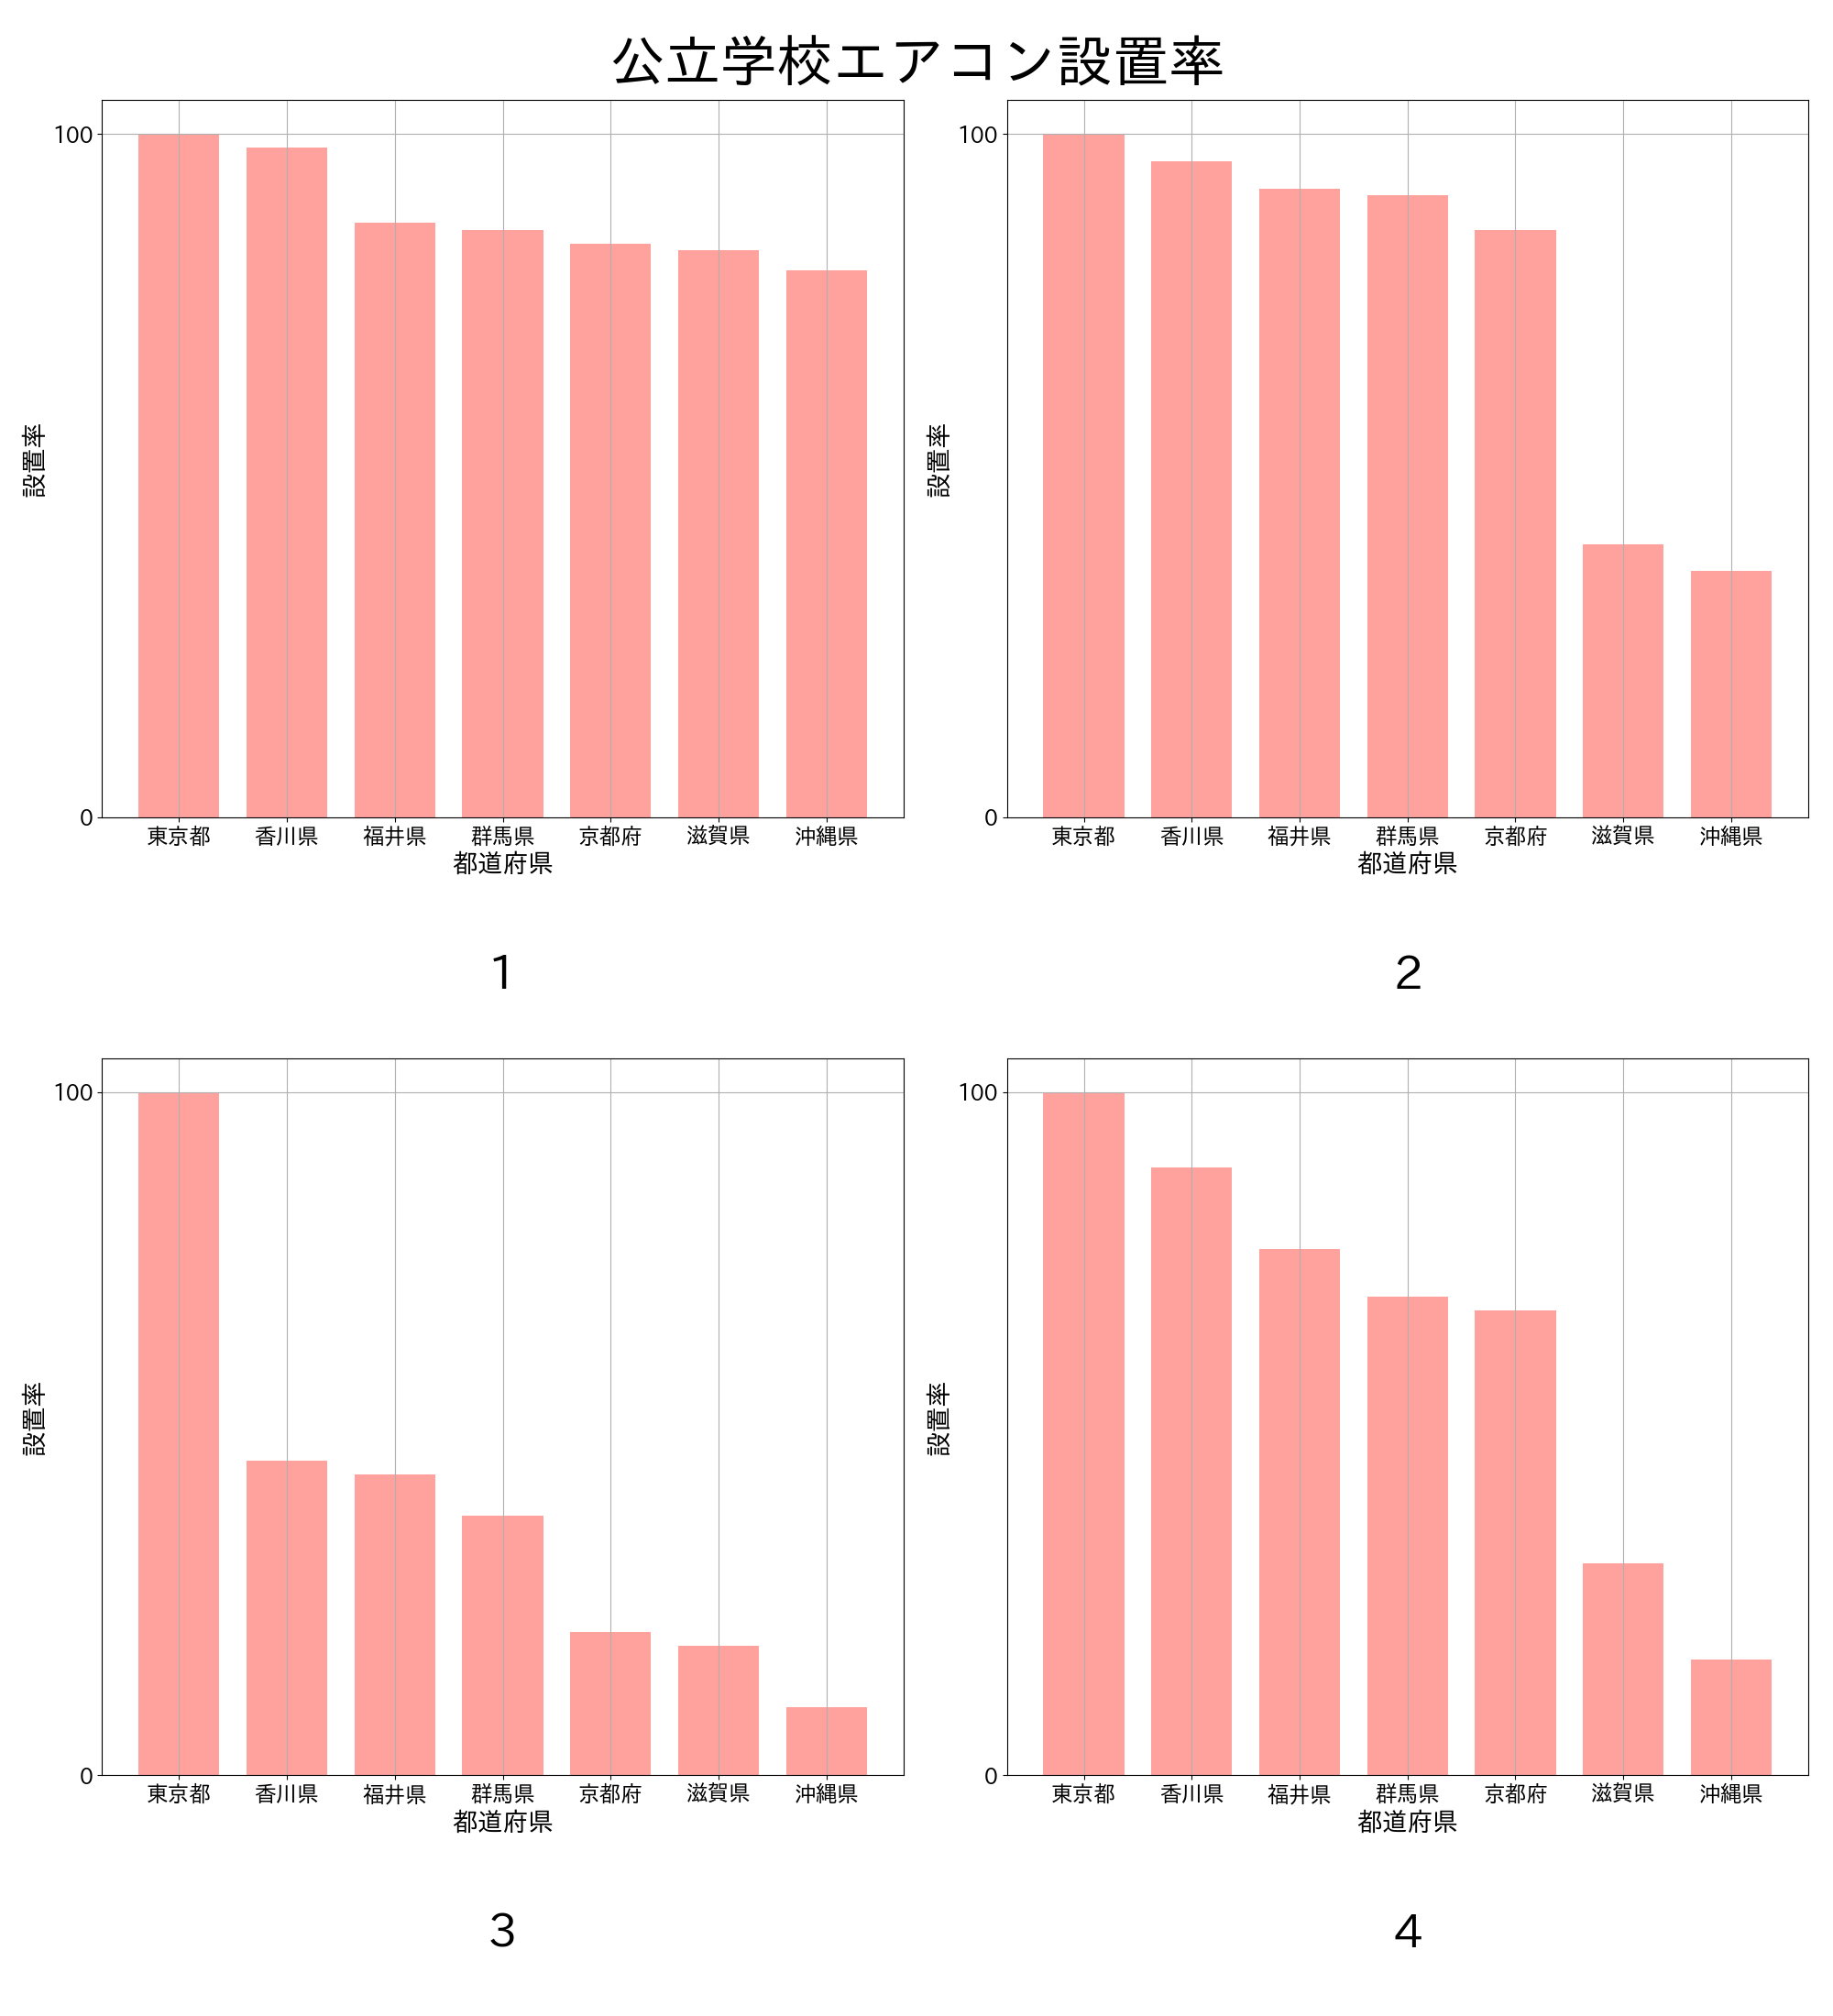 公立学校エアコン設置率
100
0
設置率
東京都 香川県 福井県 群馬県 京都府 滋賀県 沖縄県
都道府県
1
100
0
設置率
東京都 香川県 福井県 群馬県 京都府 滋賀県 沖縄県
都道府県
2
100
0
設置率
東京都 香川県 福井県 群馬県 京都府 滋賀県 沖縄県
都道府県
3
100
0
設置率
東京都 香川県 福井県 群馬県 京都府 滋賀県 沖縄県
都道府県
4